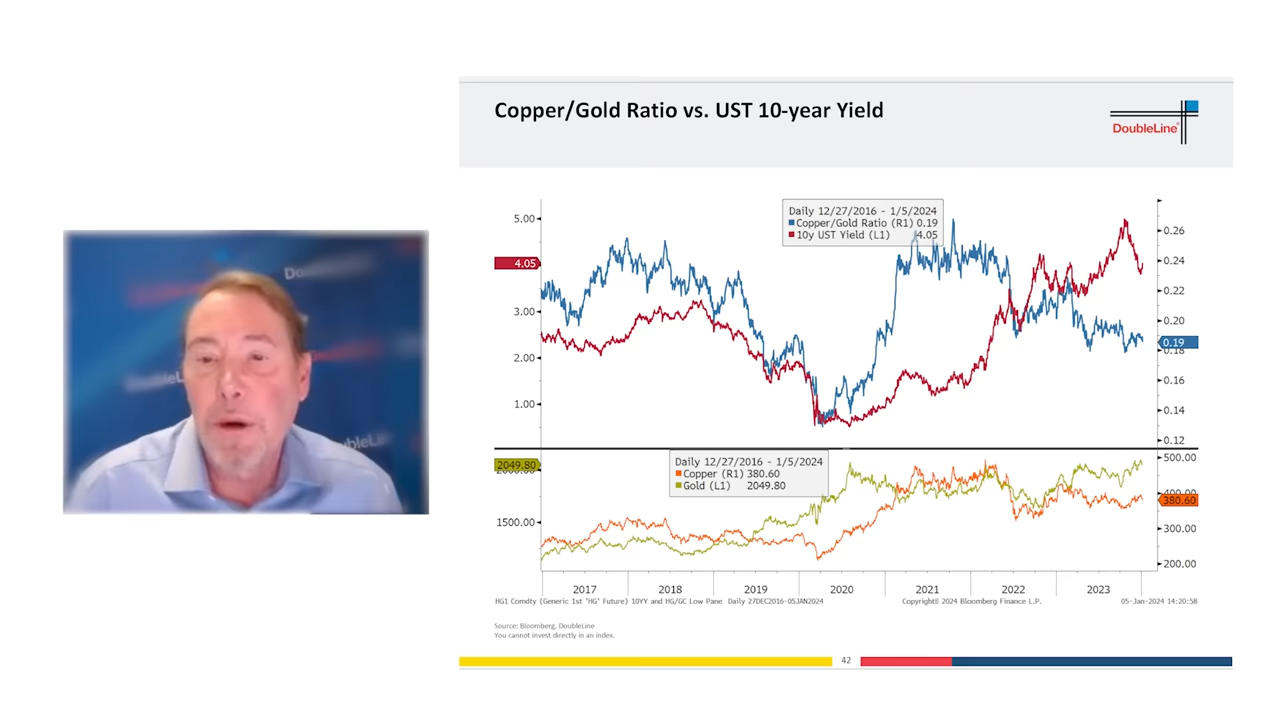 Copper/Gold Ratio vs. UST 10-year Yield
DoubleLine®
Daily 12/27/2016 - 1/5/2024
Copper/Gold Ratio (R1) 0.19
10y UST Yield (L1) 4.05
5.00
4.05
3.00
2.00
1.00
0.26
0.24
0.22
0.20
0.19
0.18
0.16
0.14
0.12
Daily 12/27/2016 - 1/5/2024
Copper (R1) 380.60
Gold (L1) 2049.80
2049.80
1500.00
500.00
400.00
380.60
300.00
200.00
2017 2018 2019 2020 2021 2022 2023
HG1 Comdty (Generic 1st 'HG' Future) 10YY and HG/GC Low Pane Daily 27DEC2016-05JAN2024 Copyright© 2024 Bloomberg Finance L.P. 05-Jan-2024 14:20:58
Source: Bloomberg, DoubleLine
You cannot invest directly in an index.
42